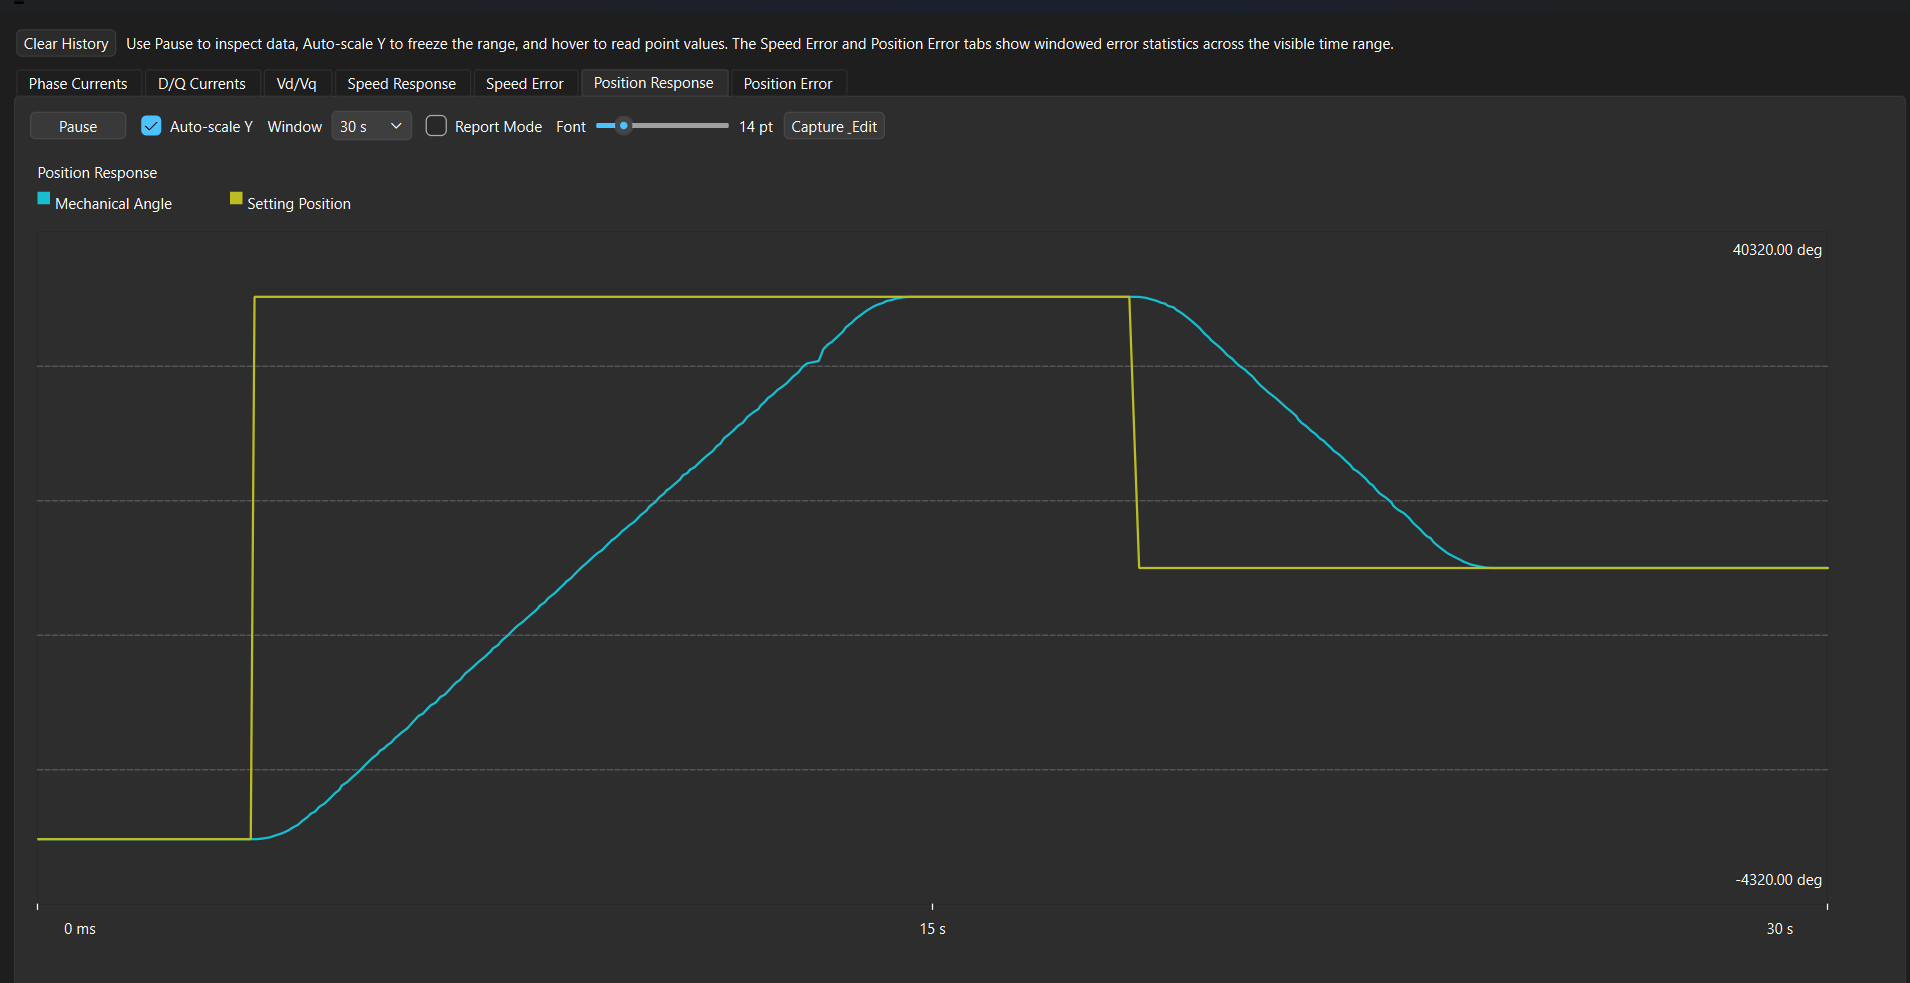 Clear History Use Pause to inspect data, Auto-scale Y to freeze the range, and hover to read point values. The Speed Error and Position Error tabs show windowed error statistics across the visible time range.
Phase Currents D/Q Currents Vd/Vq Speed Response Speed Error Position Response Position Error
Pause Auto-scale Y Window 30 s Report Mode Font 14 pt Capture _Edit
Position Response
Mechanical Angle Setting Position
40320.00 deg
-4320.00 deg
0 ms 15 s 30 s